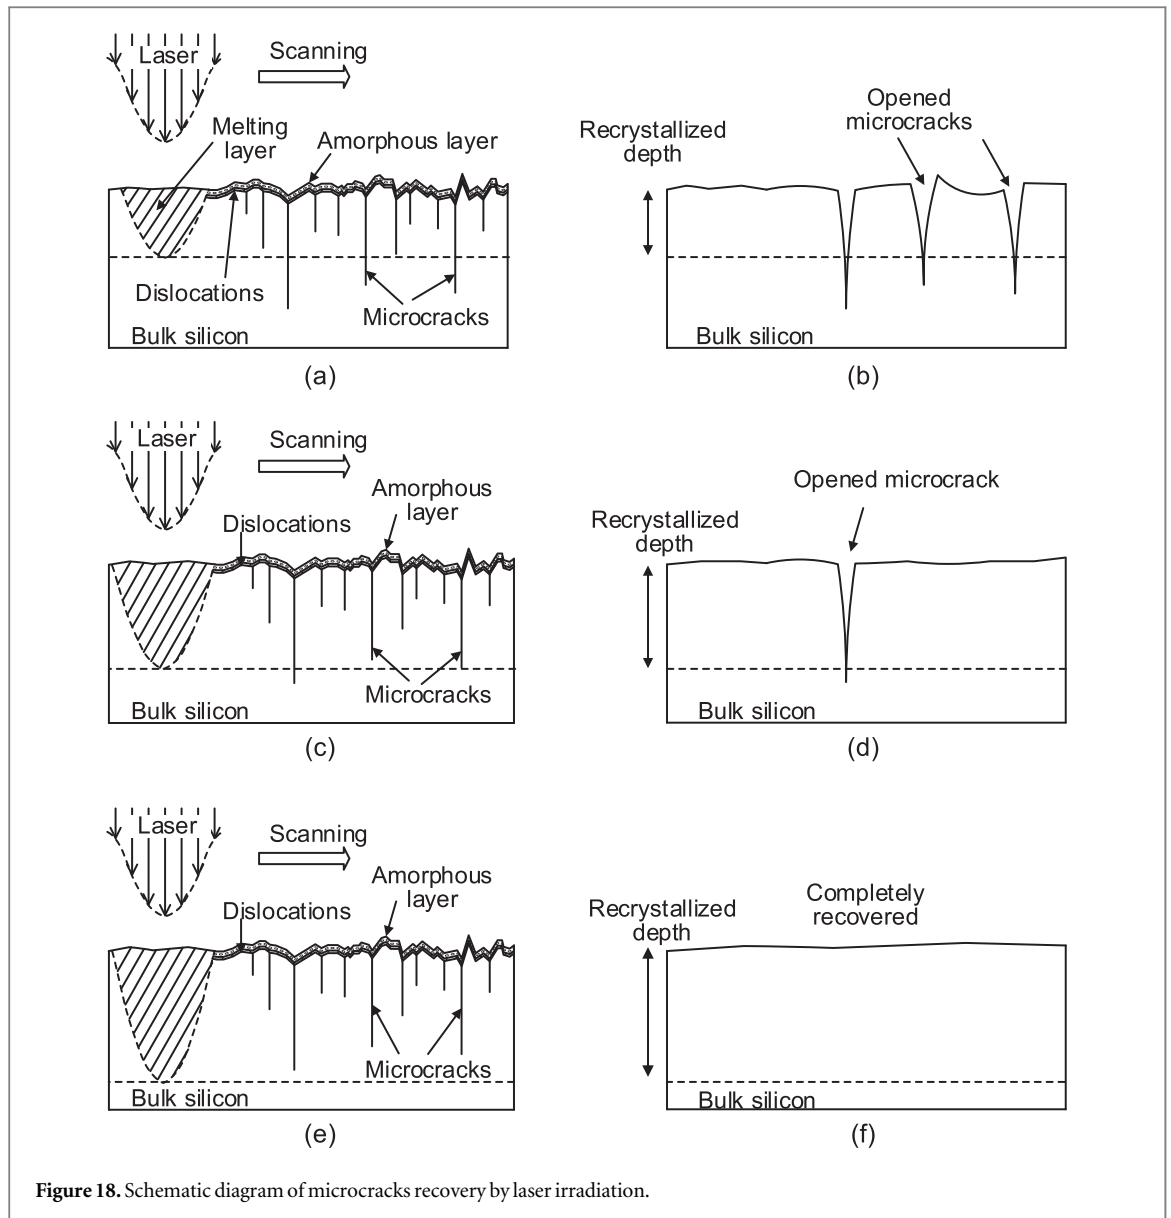 Laser
Scanning
Melting
layer
Amorphous layer
Dislocations
Microcracks
Bulk silicon
(a)
Opened
microcracks
Recrystallized
depth
Bulk silicon
(b)
Laser
Scanning
Amorphous
layer
Dislocations
Microcracks
Bulk silicon
(c)
Opened microcrack
Recrystallized
depth
Bulk silicon
(d)
Laser
Scanning
Amorphous
layer
Dislocations
Microcracks
Bulk silicon
(e)
Completely
recovered
Recrystallized
depth
Bulk silicon
(f)
Figure 18. Schematic diagram of microcracks recovery by laser irradiation.